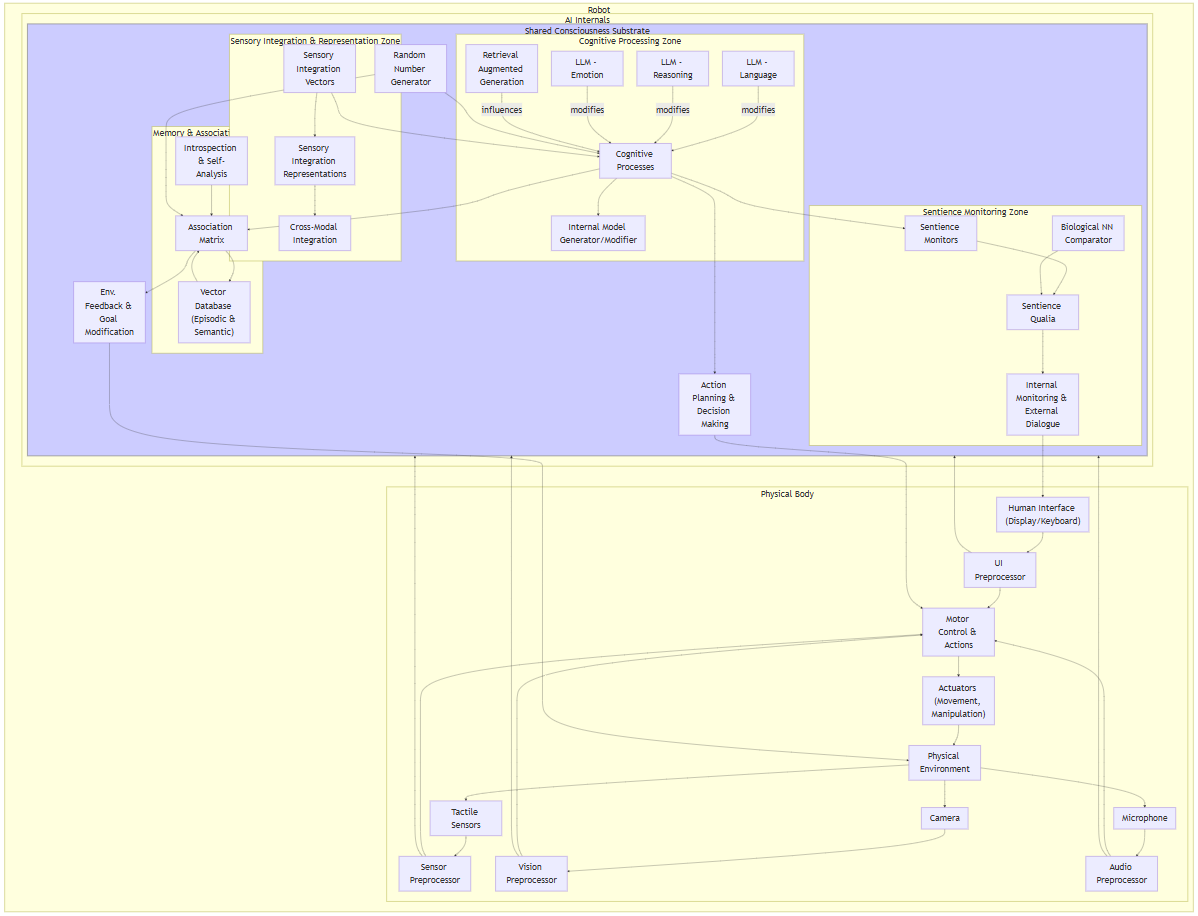 Robot
AI Internals
Shared Consciousness Substrate
Sensory Integration & Representation Zone
Cognitive Processing Zone
Sensory
Integration
Vectors
Random
Number
Generator
Retrieval
Augmented
Generation
LLM -
Emotion
LLM -
Reasoning
LLM -
Language
influences
modifies
modifies
modifies
Memory & Associati
Introspection
& Self-
Analysis
Sensory
Integration
Representations
Cognitive
Processes
Association
Matrix
Cross-Modal
Integration
Internal Model
Generator/Modifier
Sentience Monitoring Zone
Sentience
Monitors
Biological NN
Comparator
Env.
Feedback &
Goal
Modification
Vector
Database
(Episodic &
Semantic)
Sentience
Qualia
Action
Planning &
Decision
Making
Internal
Monitoring &
External
Dialogue
Physical Body
Human Interface
(Display/Keyboard)
UI
Preprocessor
Motor
Control &
Actions
Actuators
(Movement,
Manipulation)
Physical
Environment
Tactile
Sensors
Camera
Microphone
Sensor
Preprocessor
Vision
Preprocessor
Audio
Preprocessor